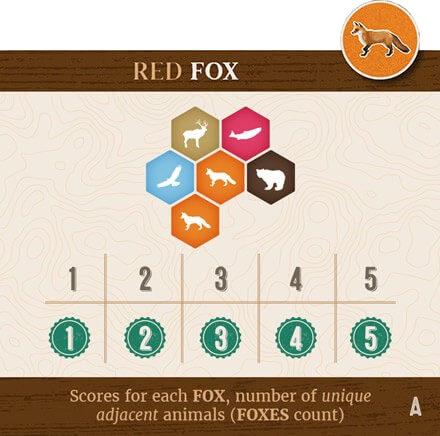 RED FOX
1 2 3 4 5
1 2 3 4 5
Scores for each FOX, number of unique
adjacent animals (FOXES count)
A